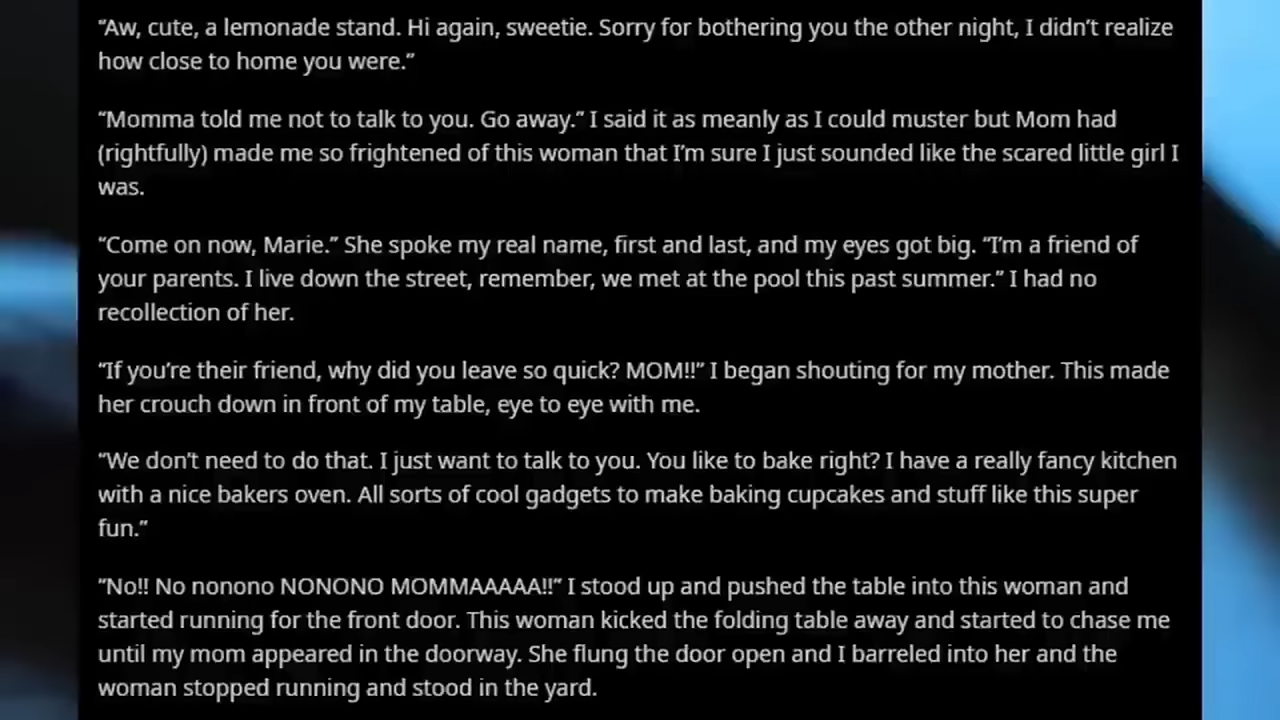 “Aw, cute, a lemonade stand. Hi again, sweetie. Sorry for bothering you the other night, I didn’t realize
how close to home you were.”
“Momma told me not to talk to you. Go away.” I said it as meanly as I could muster but Mom had
(rightfully) made me so frightened of this woman that I’m sure I just sounded like the scared little girl I
was.
“Come on now, Marie.” She spoke my real name, first and last, and my eyes got big. “I’m a friend of
your parents. I live down the street, remember, we met at the pool this past summer.” I had no
recollection of her.
“If you’re their friend, why did you leave so quick? MOM!!” I began shouting for my mother. This made
her crouch down in front of my table, eye to eye with me.
“We don’t need to do that. I just want to talk to you. You like to bake right? I have a really fancy kitchen
with a nice bakers oven. All sorts of cool gadgets to make baking cupcakes and stuff like this super
fun.”
“No!! No nonono NONONO MOMMAAAAA!!” I stood up and pushed the table into this woman and
started running for the front door. This woman kicked the folding table away and started to chase me
until my mom appeared in the doorway. She flung the door open and I barreled into her and the
woman stopped running and stood in the yard.